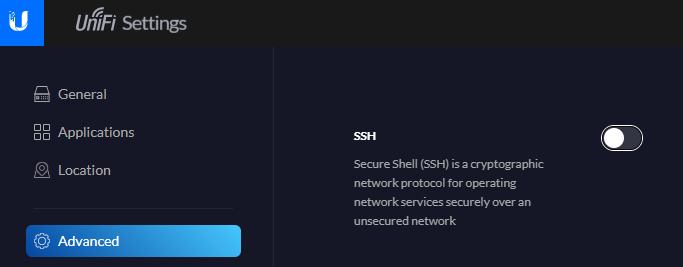 UniFi Settings
General
Applications
Location
Advanced
SSH
Secure Shell (SSH) is a cryptographic
network protocol for operating
network services securely over an
unsecured network